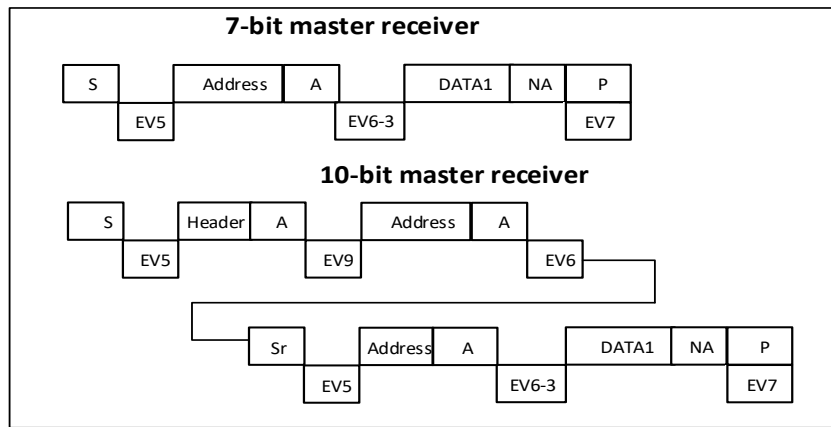 7-bit master receiver
S Address A DATA1 NA P
EV5 EV6-3 EV7
10-bit master receiver
S Header A Address A
EV5 EV9 EV6
Sr Address A DATA1 NA P
EV5 EV6-3 EV7